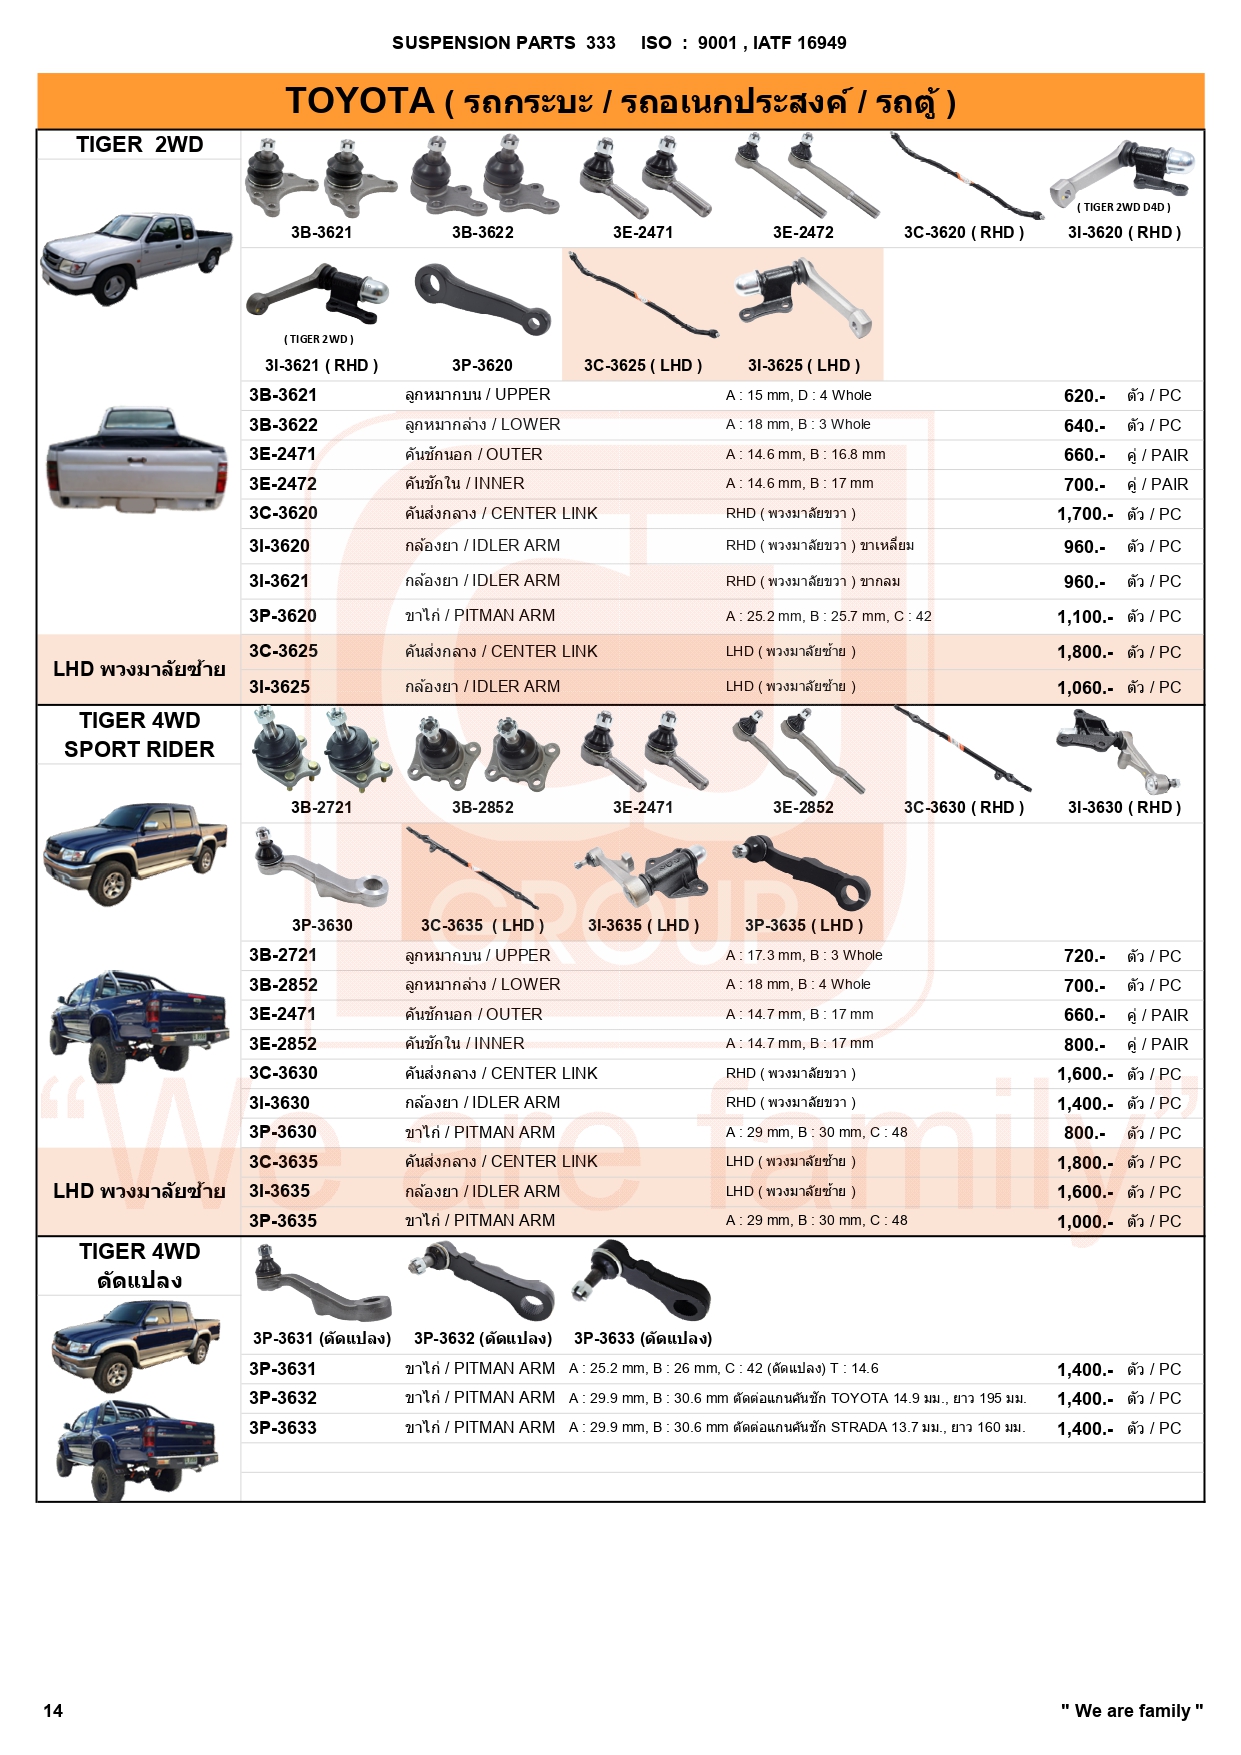 SUSPENSION PARTS 333 ISO : 9001 , IATF 16949
TOYOTA ( รถกระบะ / รถอเนกประสงค์ / รถตู้ )
TIGER 2WD
( TIGER 2WD D4D )
3B-3621 3B-3622 3E-2471 3E-2472 3C-3620 ( RHD ) 3I-3620 ( RHD )
( TIGER 2WD )
3I-3621 ( RHD ) 3P-3620 3C-3625 ( LHD ) 3I-3625 ( LHD )
3B-3621 ลูกหมากบน / UPPER A : 15 mm, D : 4 Whole 620.- ตัว / PC
3B-3622 ลูกหมากล่าง / LOWER A : 18 mm, B : 3 Whole 640.- ตัว / PC
3E-2471 คันชักนอก / OUTER A : 14.6 mm, B : 16.8 mm 660.- คู่ / PAIR
3E-2472 คันชักใน / INNER A : 14.6 mm, B : 17 mm 700.- คู่ / PAIR
3C-3620 คันส่งกลาง / CENTER LINK RHD ( พวงมาลัยขวา ) 1,700.- ตัว / PC
3I-3620 กล้องยา / IDLER ARM RHD ( พวงมาลัยขวา ) ขาเหลี่ยม 960.- ตัว / PC
3I-3621 กล้องยา / IDLER ARM RHD ( พวงมาลัยขวา ) ขากลม 960.- ตัว / PC
3P-3620 ขาไก่ / PITMAN ARM A : 25.2 mm, B : 25.7 mm, C : 42 1,100.- ตัว / PC
LHD พวงมาลัยซ้าย
3C-3625 คันส่งกลาง / CENTER LINK LHD ( พวงมาลัยซ้าย ) 1,800.- ตัว / PC
3I-3625 กล้องยา / IDLER ARM LHD ( พวงมาลัยซ้าย ) 1,060.- ตัว / PC
TIGER 4WD
SPORT RIDER
3B-2721 3B-2852 3E-2471 3E-2852 3C-3630 ( RHD ) 3I-3630 ( RHD )
3P-3630 3C-3635 ( LHD ) 3I-3635 ( LHD ) 3P-3635 ( LHD )
CJ
GROUP
3B-2721 ลูกหมากบน / UPPER A : 17.3 mm, B : 3 Whole 720.- ตัว / PC
3B-2852 ลูกหมากล่าง / LOWER A : 18 mm, B : 4 Whole 700.- ตัว / PC
3E-2471 คันชักนอก / OUTER A : 14.7 mm, B : 17 mm 660.- คู่ / PAIR
3E-2852 คันชักใน / INNER A : 14.7 mm, B : 17 mm 800.- คู่ / PAIR
3C-3630 คันส่งกลาง / CENTER LINK RHD ( พวงมาลัยขวา ) 1,600.- ตัว / PC
3I-3630 กล้องยา / IDLER ARM RHD ( พวงมาลัยขวา ) 1,400.- ตัว / PC
3P-3630 ขาไก่ / PITMAN ARM A : 29 mm, B : 30 mm, C : 48 800.- ตัว / PC
“We are family”
LHD พวงมาลัยซ้าย
3C-3635 คันส่งกลาง / CENTER LINK LHD ( พวงมาลัยซ้าย ) 1,800.- ตัว / PC
3I-3635 กล้องยา / IDLER ARM LHD ( พวงมาลัยซ้าย ) 1,600.- ตัว / PC
3P-3635 ขาไก่ / PITMAN ARM A : 29 mm, B : 30 mm, C : 48 1,000.- ตัว / PC
TIGER 4WD
ดัดแปลง
3P-3631 (ดัดแปลง) 3P-3632 (ดัดแปลง) 3P-3633 (ดัดแปลง)
3P-3631 ขาไก่ / PITMAN ARM A : 25.2 mm, B : 26 mm, C : 42 (ดัดแปลง) T : 14.6 1,400.- ตัว / PC
3P-3632 ขาไก่ / PITMAN ARM A : 29.9 mm, B : 30.6 mm ตัดต่อแกนคันชัก TOYOTA 14.9 มม., ยาว 195 มม. 1,400.- ตัว / PC
3P-3633 ขาไก่ / PITMAN ARM A : 29.9 mm, B : 30.6 mm ตัดต่อแกนคันชัก STRADA 13.7 มม., ยาว 160 มม. 1,400.- ตัว / PC
14
" We are family "